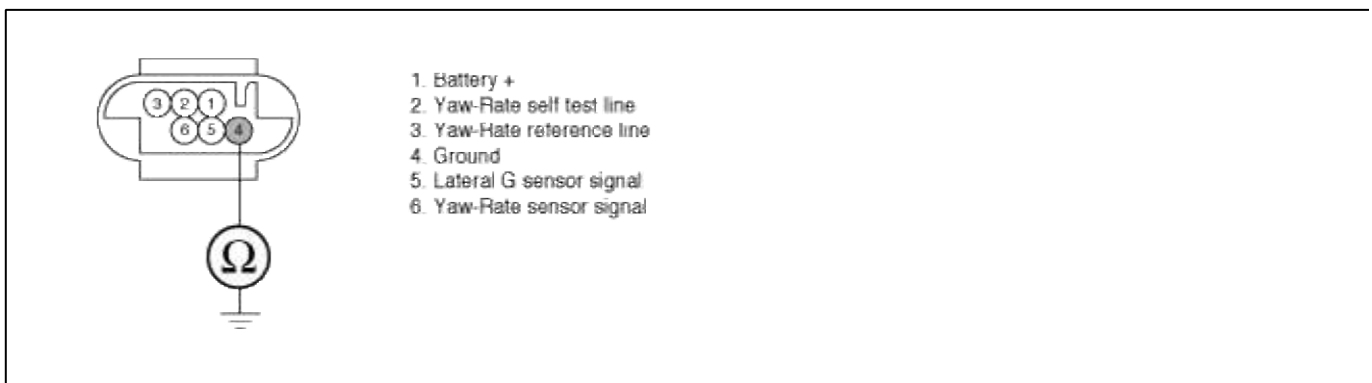 3 2 1
6 5 4
Ω
1. Battery +
2. Yaw-Rate self test line
3. Yaw-Rate reference line
4. Ground
5. Lateral G sensor signal
6. Yaw-Rate sensor signal